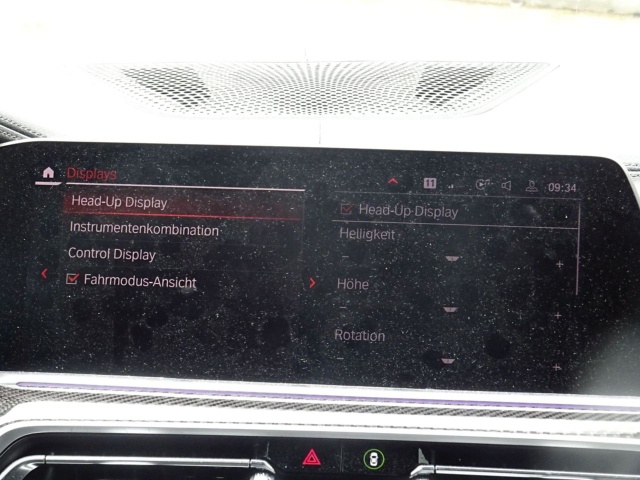 Displays
11
09:34
Head-Up Display
Instrumentenkombination
Control Display
Fahrmodus-Ansicht
Head-Up-Display
Helligkeit
- +
Höhe
- +
Rotation
- +